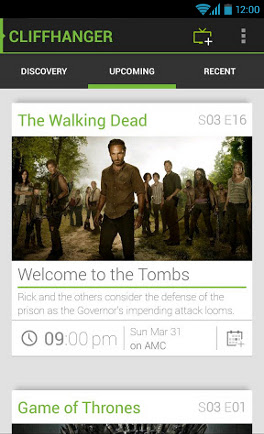 12:00
CLIFFHANGER
DISCOVERY UPCOMING RECENT
The Walking Dead S03 E16
Welcome to the Tombs
Rick and the others consider the defense of the
prison as the Governor's impending attack looms.
09:00 pm Sun Mar 31
on AMC
Game of Thrones S03 E01